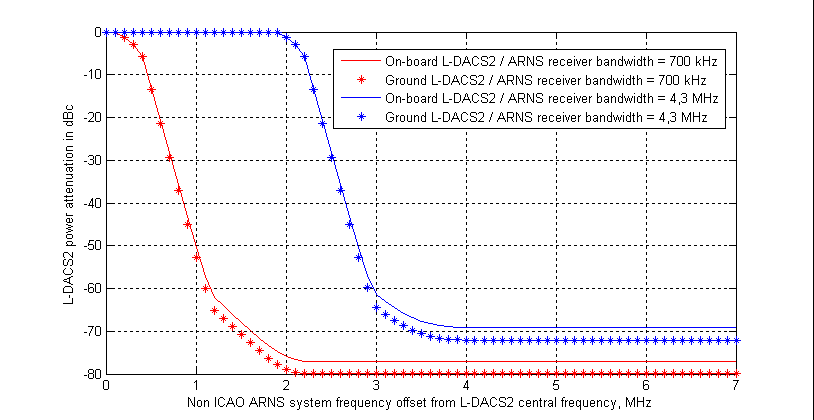 0
-10
-20
-30
-40
-50
-60
-70
-80
L-DACS2 power attenuation in dBc
On-board L-DACS2 / ARNS receiver bandwidth = 700 kHz
Ground L-DACS2 / ARNS receiver bandwidth = 700 kHz
On-board L-DACS2 / ARNS receiver bandwidth = 4,3 MHz
Ground L-DACS2 / ARNS receiver bandwidth = 4,3 MHz
0 1 2 3 4 5 6 7
Non ICAO ARNS system frequency offset from L-DACS2 central frequency, MHz